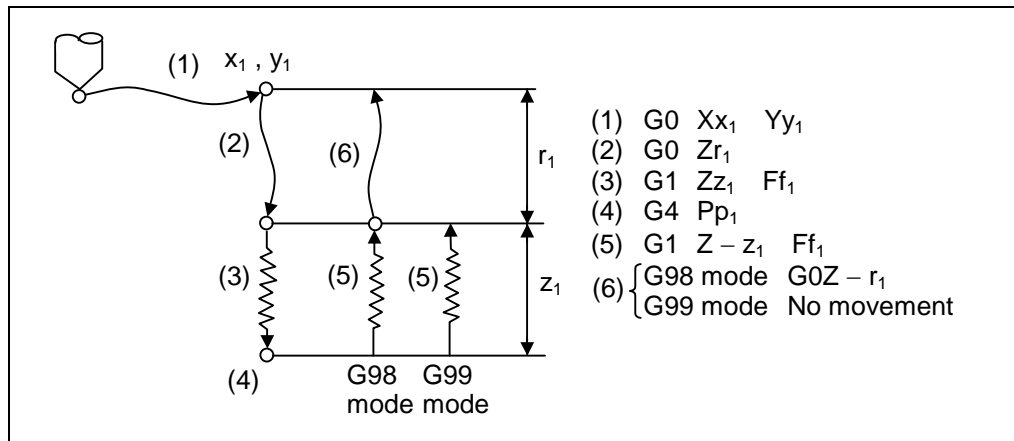 (1) x₁ , y₁
(2)
(6)
r₁
(3)
(5)
(5)
z₁
(4)
G98 mode
G99 mode
(1) G0 Xx₁ Yy₁
(2) G0 Zr₁
(3) G1 Zz₁ Ff₁
(4) G4 Pp₁
(5) G1 Z – z₁ Ff₁
(6) G98 mode G0Z – r₁
G99 mode No movement